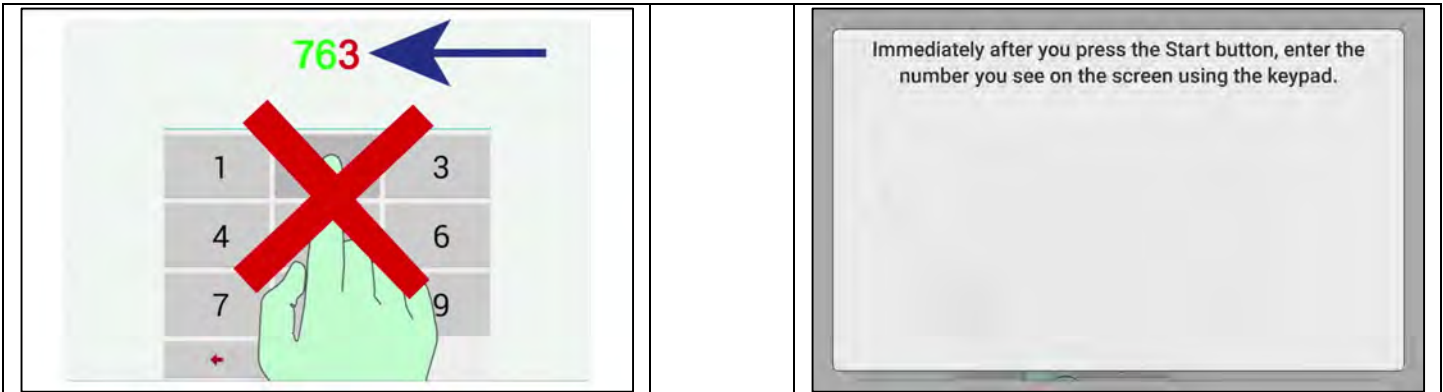 763
1 3
4 6
7 9
Immediately after you press the Start button, enter the
number you see on the screen using the keypad.